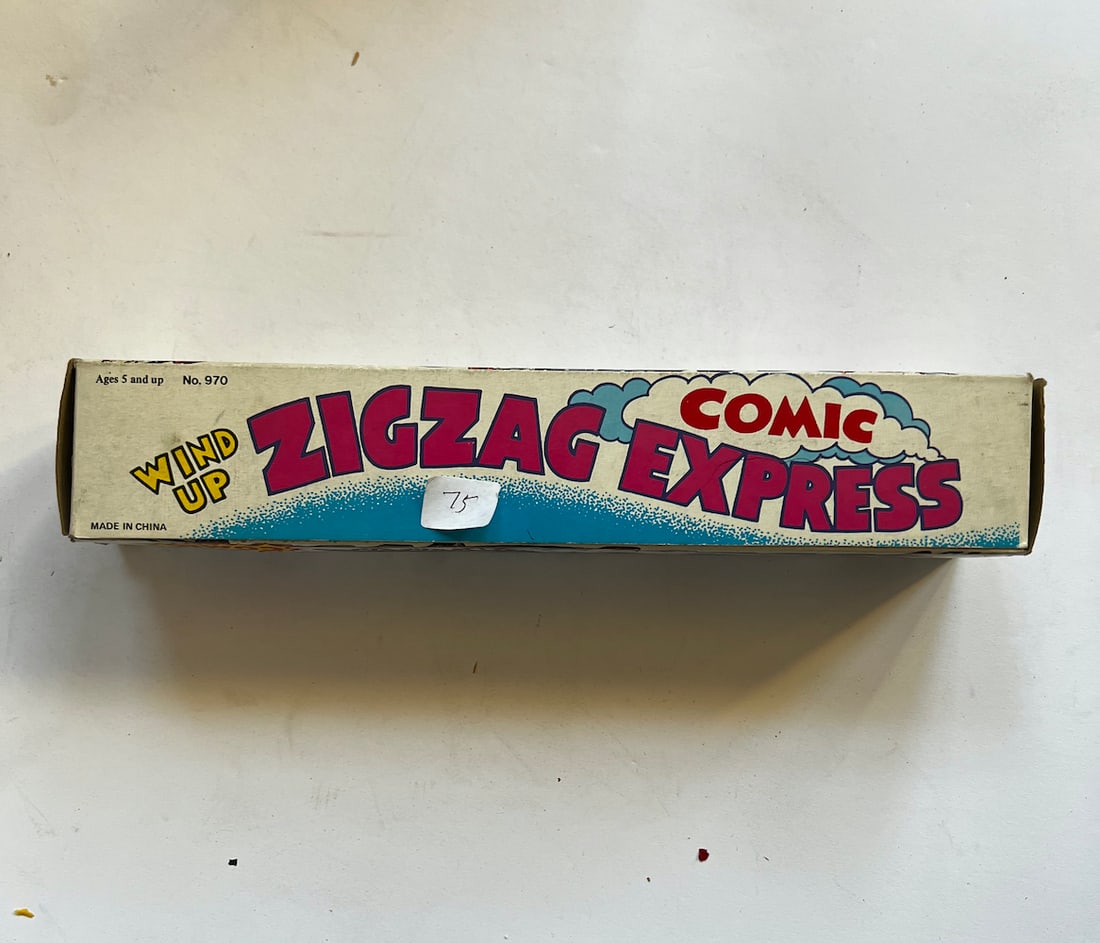 Ages 5 and up No. 970
WIND
UP
ZIGZAG EXPRESS
COMIC
75
MADE IN CHINA